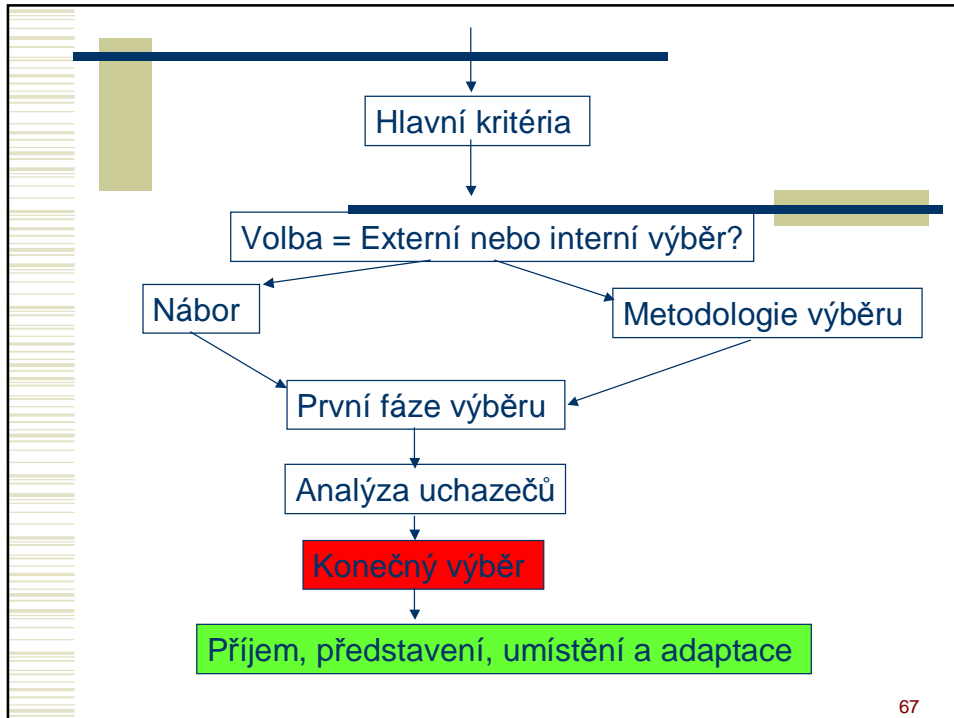 Hlavní kritéria
Volba = Externí nebo interní výběr?
Nábor
Metodologie výběru
První fáze výběru
Analýza uchazečů
Konečný výběr
Příjem, představení, umístění a adaptace
67